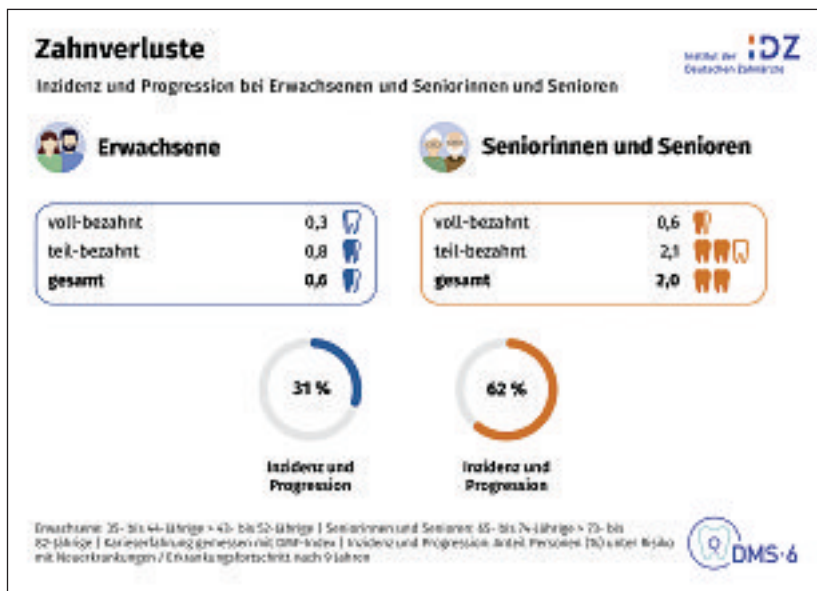 Zahnverluste
Institut der IDZ
Deutschen Zahnärzte
Inzidenz und Progression bei Erwachsenen und Seniorinnen und Senioren
Erwachsene
voll-bezahnt 0,3
teil-bezahnt 0,8
gesamt 0,6
Seniorinnen und Senioren
voll-bezahnt 0,6
teil-bezahnt 2,1
gesamt 2,0
31 %
Inzidenz und
Progression
62 %
Inzidenz und
Progression
Erwachsene: 35- bis 44-Jährige > 43- bis 52-Jährige | Seniorinnen und Senioren: 65- bis 74-Jährige > 73- bis
82-Jährige | Karieserfahrung gemessen mit DMF-Index | Inzidenz und Progression: Anteil Personen (%) unter Risiko
mit Neuerkrankungen / Erkrankungsfortschritt nach 9 Jahren
DMS·6